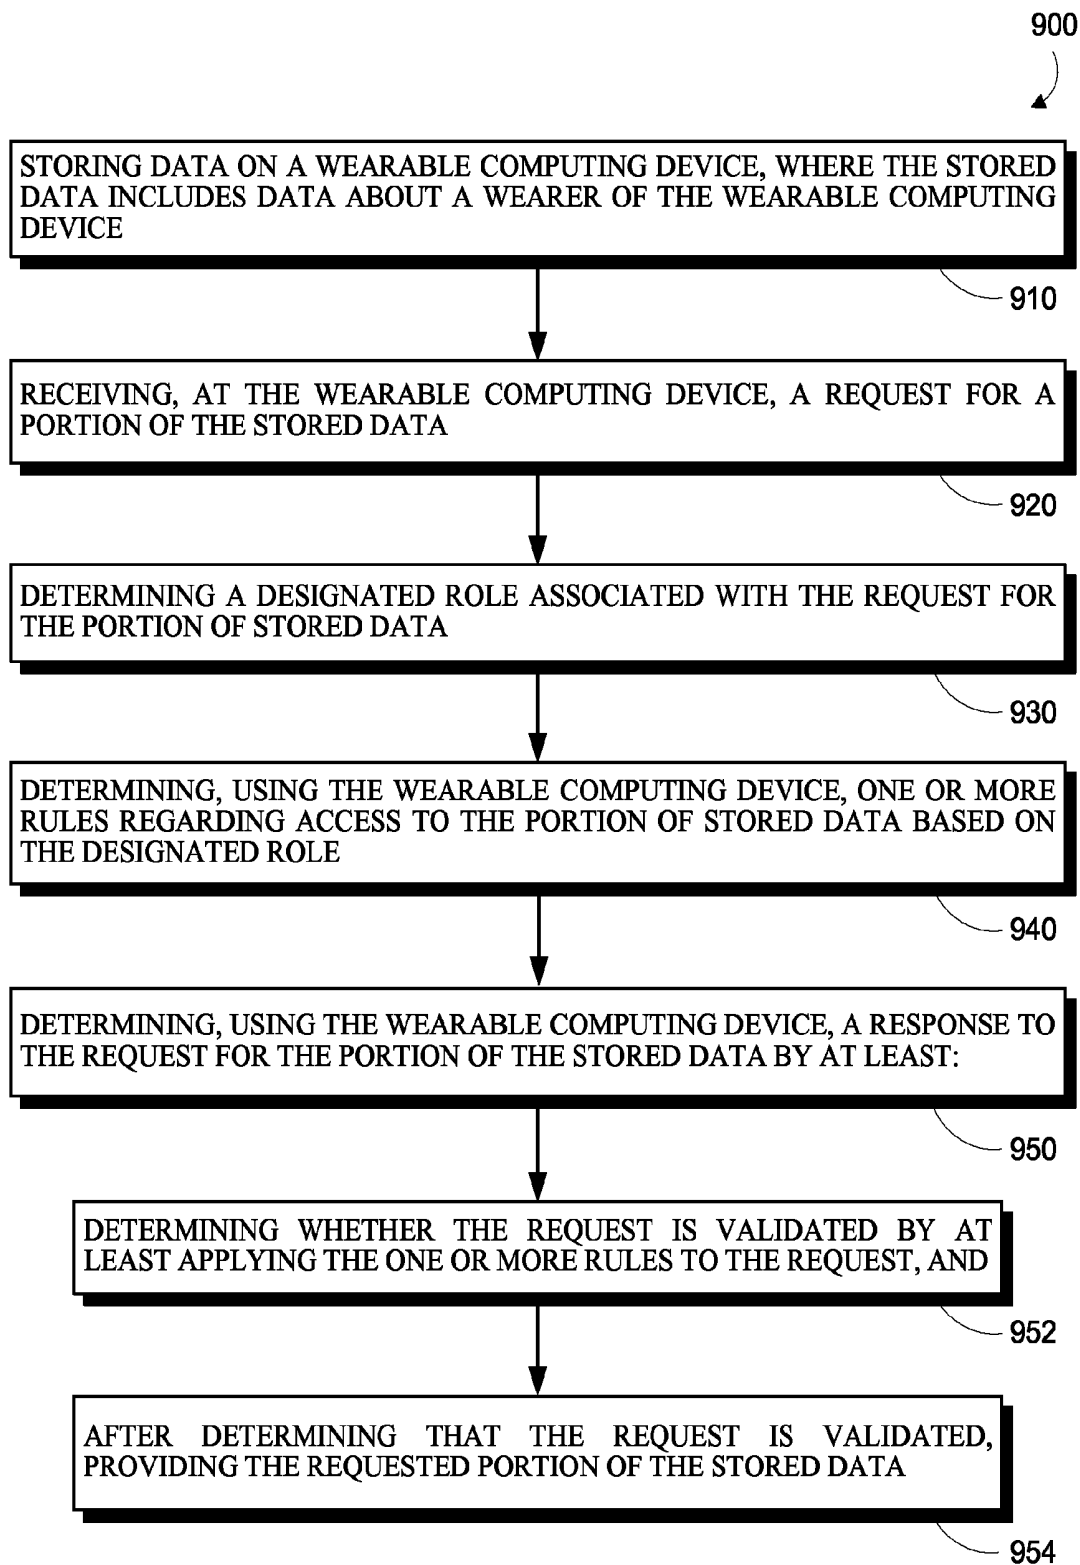 900
STORING DATA ON A WEARABLE COMPUTING DEVICE, WHERE THE STORED
DATA INCLUDES DATA ABOUT A WEARER OF THE WEARABLE COMPUTING
DEVICE
910
RECEIVING, AT THE WEARABLE COMPUTING DEVICE, A REQUEST FOR A
PORTION OF THE STORED DATA
920
DETERMINING A DESIGNATED ROLE ASSOCIATED WITH THE REQUEST FOR
THE PORTION OF STORED DATA
930
DETERMINING, USING THE WEARABLE COMPUTING DEVICE, ONE OR MORE
RULES REGARDING ACCESS TO THE PORTION OF STORED DATA BASED ON
THE DESIGNATED ROLE
940
DETERMINING, USING THE WEARABLE COMPUTING DEVICE, A RESPONSE TO
THE REQUEST FOR THE PORTION OF THE STORED DATA BY AT LEAST:
950
DETERMINING WHETHER THE REQUEST IS VALIDATED BY AT
LEAST APPLYING THE ONE OR MORE RULES TO THE REQUEST, AND
952
AFTER DETERMINING THAT THE REQUEST IS VALIDATED,
PROVIDING THE REQUESTED PORTION OF THE STORED DATA
954